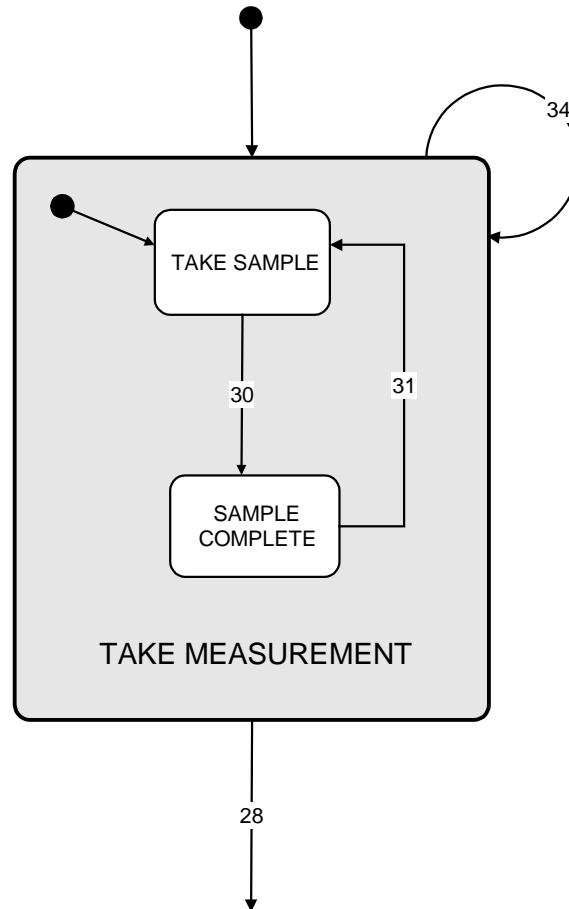 34
TAKE SAMPLE
31
30
SAMPLE
COMPLETE
TAKE MEASUREMENT
28